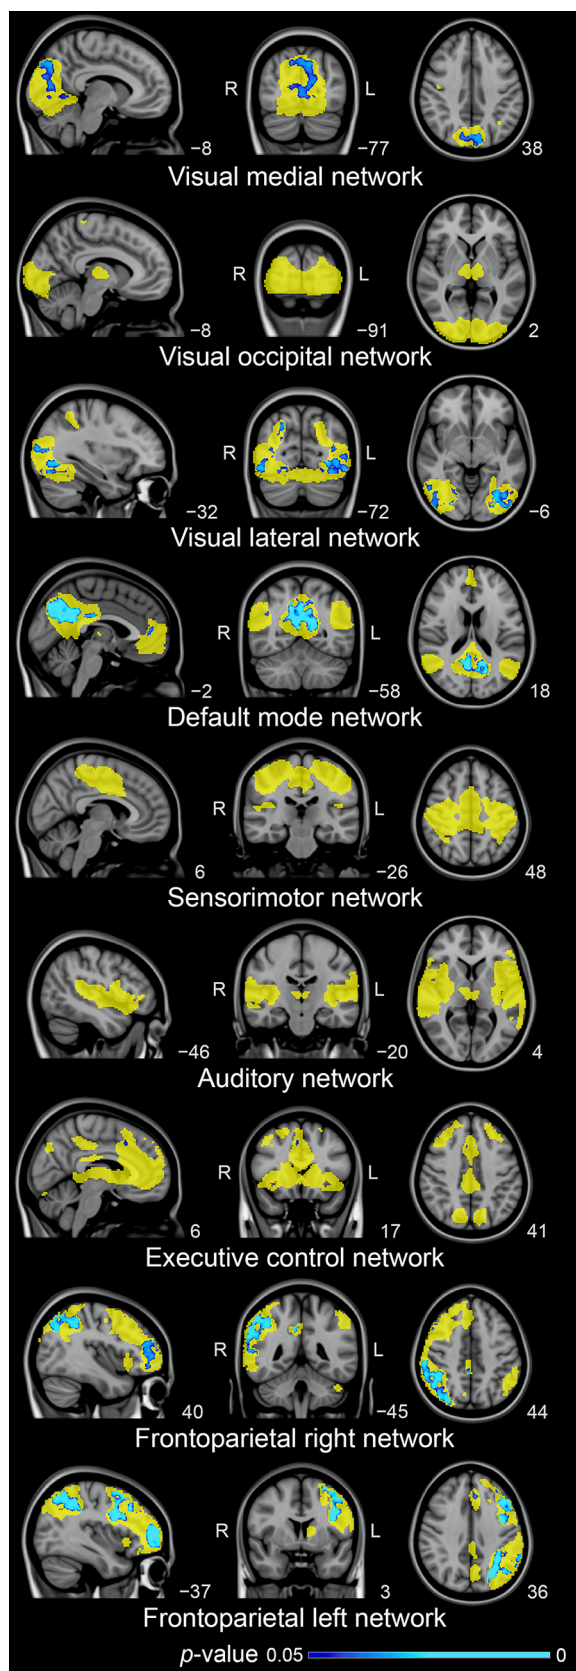 R L
−8 −77 38
Visual medial network
R L
−8 −91 2
Visual occipital network
R L
−32 −72 −6
Visual lateral network
R L
−2 −58 18
Default mode network
R L
6 −26 48
Sensorimotor network
R L
−46 −20 4
Auditory network
R L
6 17 41
Executive control network
R L
40 −45 44
Frontoparietal right network
R L
−37 3 36
Frontoparietal left network
p-value 0.05 0